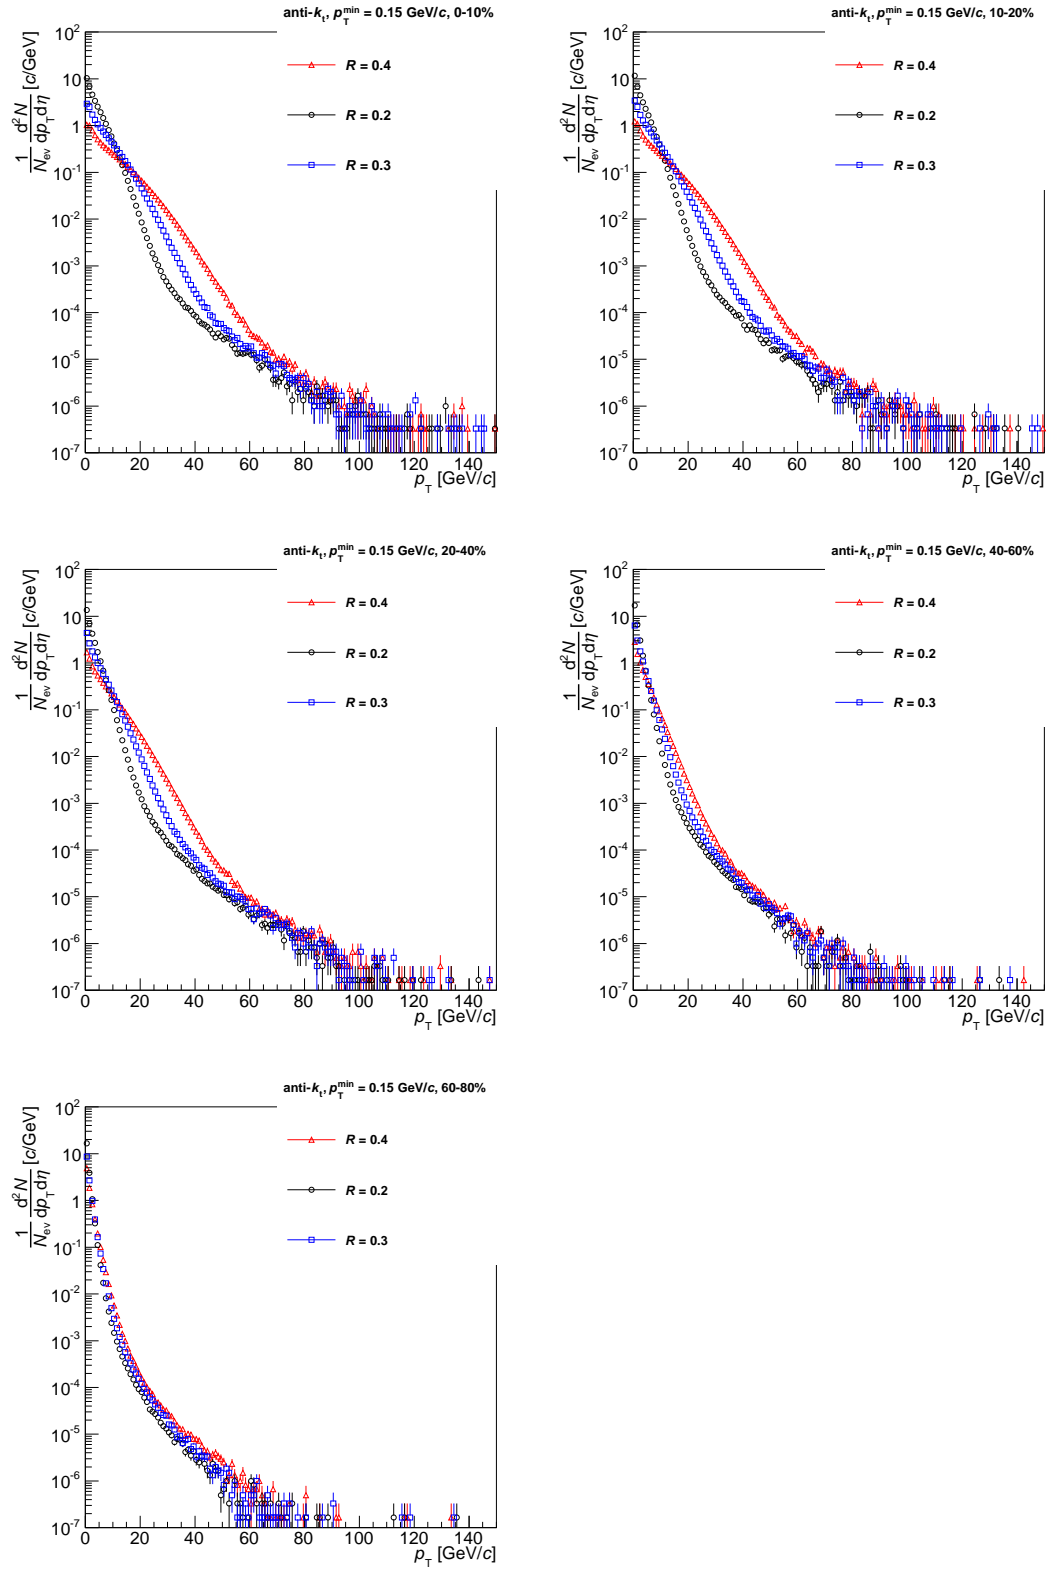 anti-kt, pTmin = 0.15 GeV/c, 0-10%
1/Nev d²N/dpTdη [c/GeV]
10² 10 1 10⁻¹ 10⁻² 10⁻³ 10⁻⁴ 10⁻⁵ 10⁻⁶ 10⁻⁷
R = 0.4
R = 0.2
R = 0.3
0 20 40 60 80 100 120 140
pT [GeV/c]
anti-kt, pTmin = 0.15 GeV/c, 10-20%
1/Nev d²N/dpTdη [c/GeV]
10² 10 1 10⁻¹ 10⁻² 10⁻³ 10⁻⁴ 10⁻⁵ 10⁻⁶ 10⁻⁷
R = 0.4
R = 0.2
R = 0.3
0 20 40 60 80 100 120 140
pT [GeV/c]
anti-kt, pTmin = 0.15 GeV/c, 20-40%
1/Nev d²N/dpTdη [c/GeV]
10² 10 1 10⁻¹ 10⁻² 10⁻³ 10⁻⁴ 10⁻⁵ 10⁻⁶ 10⁻⁷
R = 0.4
R = 0.2
R = 0.3
0 20 40 60 80 100 120 140
pT [GeV/c]
anti-kt, pTmin = 0.15 GeV/c, 40-60%
1/Nev d²N/dpTdη [c/GeV]
10² 10 1 10⁻¹ 10⁻² 10⁻³ 10⁻⁴ 10⁻⁵ 10⁻⁶ 10⁻⁷
R = 0.4
R = 0.2
R = 0.3
0 20 40 60 80 100 120 140
pT [GeV/c]
anti-kt, pTmin = 0.15 GeV/c, 60-80%
1/Nev d²N/dpTdη [c/GeV]
10² 10 1 10⁻¹ 10⁻² 10⁻³ 10⁻⁴ 10⁻⁵ 10⁻⁶ 10⁻⁷
R = 0.4
R = 0.2
R = 0.3
0 20 40 60 80 100 120 140
pT [GeV/c]